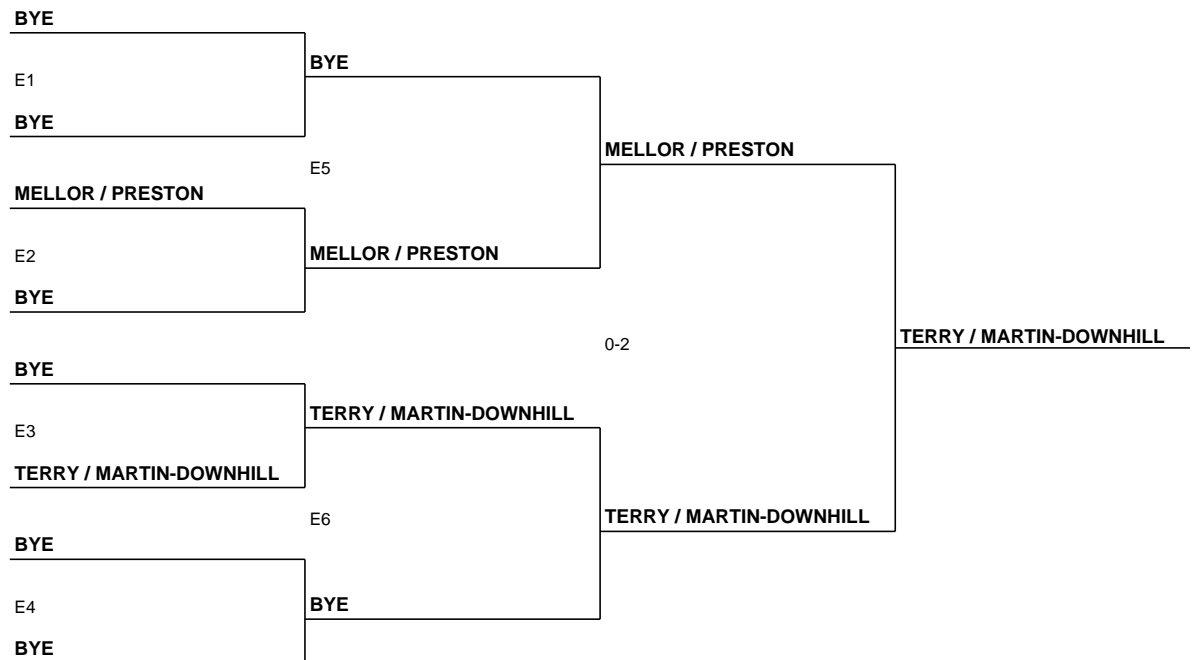 BYE
E1
BYE
MELLOR / PRESTON
E2
BYE
BYE
E3
TERRY / MARTIN-DOWNHILL
BYE
E4
BYE
BYE
E5
MELLOR / PRESTON
TERRY / MARTIN-DOWNHILL
E6
BYE
MELLOR / PRESTON
0-2
TERRY / MARTIN-DOWNHILL
TERRY / MARTIN-DOWNHILL